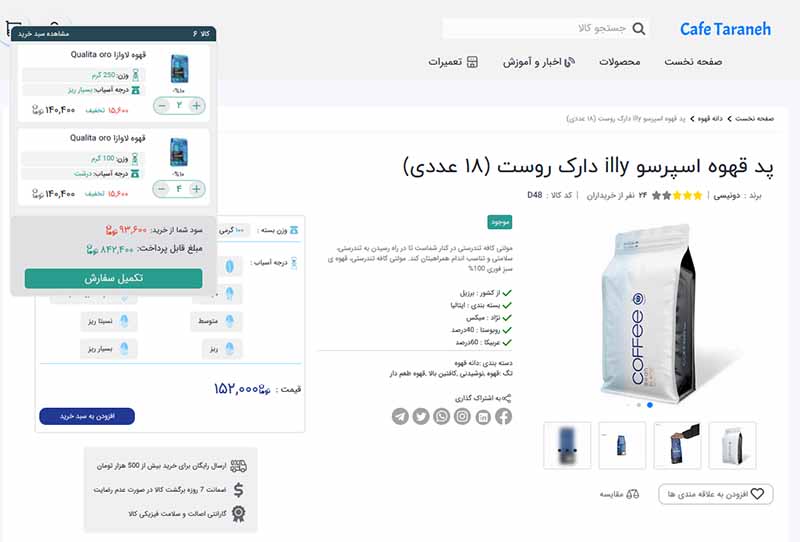 Cafe Taraneh
جستجو کالا
صفحه نخست
محصولات
اخبار و آموزش
تعمیرات
۶ کالا
مشاهده سبد خرید
قهوه لاوازا Qualita oro
وزن: 250 گرم
درجه آسیاب: بسیار ریز
%۱۰-
+ ۲ −
۱۵,۶۰۰ تخفیف
۱۴۰,۴۰۰ تومان
قهوه لاوازا Qualita oro
وزن: 100 گرم
درجه آسیاب: درشت
%۱۰-
+ ۴ −
۱۵,۶۰۰ تخفیف
۱۴۰,۴۰۰ تومان
سود شما از خرید: ۹۳,۶۰۰ تومان
مبلغ قابل پرداخت: ۸۴۲,۴۰۰ تومان
تکمیل سفارش
صفحه نخست > دانه قهوه > پد قهوه اسپرسو illy دارک روست (۱۸ عددی)
پد قهوه اسپرسو illy دارک روست (۱۸ عددی)
برند : دونیسی | ۲۴ نفر از خریداران | کد کالا : D48
موجود
مولتی کافه تندرستی در کنار شماست تا در راه رسیدن به تندرستی،
سلامتی و تناسب اندام همراهیتان کند. مولتی کافه تندرستی، قهوه ی
سبز فوری 100%
از کشور : برزیل
بسته بندی : ایتالیا
نژاد : میکس
روبوستا : 40درصد
عربیکا : 60درصد
دسته بندی :دانه قهوه
تگ :قهوه ,نوشیدنی ,کافئین بالا ,قهوه طعم دار
به اشتراک گذاری
وزن بسته :
۱۰۰ گرمی
درجه آسیاب :
متوسط
نسبتا ریز
ریز
بسیار ریز
قیمت :
۱۵۲,۰۰۰ تومان
افزودن به سبد خرید
ارسال رایگان برای خرید بیش از 500 هزار تومان
ضمانت 7 روزه برگشت کالا در صورت عدم رضایت
گارانتی اصالت و سلامت فیزیکی کالا
COFFEE
افزودن به علاقه مندی ها
مقایسه